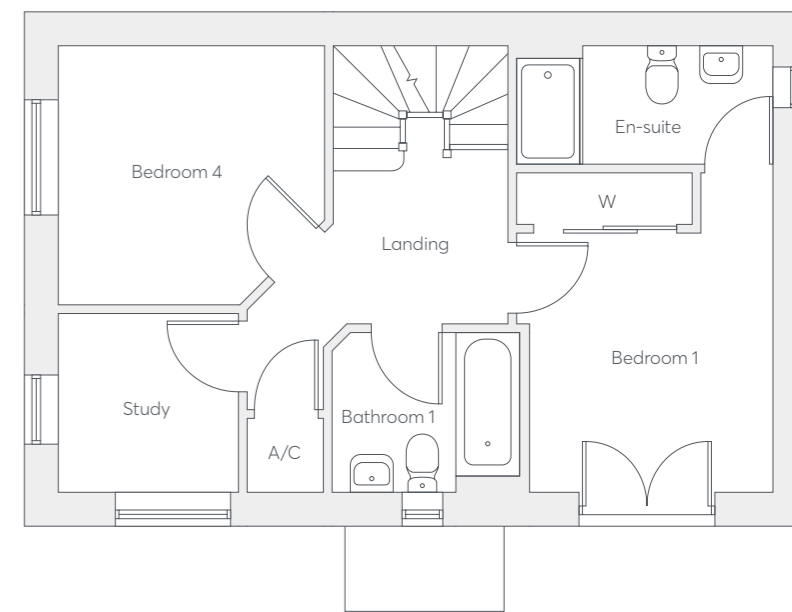 En-suite
Bedroom 4
W
Landing
Bedroom 1
Study
Bathroom 1
A/C